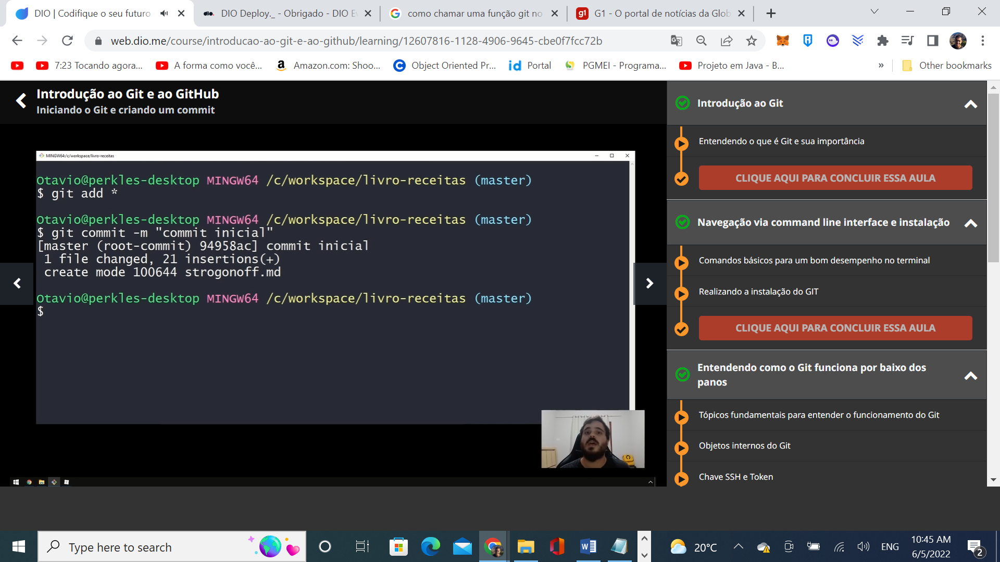 DIO | Codifique o seu futuro
DIO Deploy._ - Obrigado - DIO Ev
como chamar uma função git no
G1 - O portal de notícias da Glob
web.dio.me/course/introducao-ao-git-e-ao-github/learning/12607816-1128-4906-9645-cbe0f7fcc72b
7:23 Tocando agora...
A forma como você...
Amazon.com: Shoo...
Object Oriented Pr...
Portal
PGMEI - Programa...
Projeto em Java - B...
»
Other bookmarks
Introdução ao Git e ao GitHub
Iniciando o Git e criando um commit
MINGW64:/c/workspace/livro-receitas
Otavio@perkles-desktop MINGW64 /c/workspace/livro-receitas (master)
$ git add *
Otavio@perkles-desktop MINGW64 /c/workspace/livro-receitas (master)
$ git commit -m "commit inicial"
[master (root-commit) 94958ac] commit inicial
1 file changed, 21 insertions(+)
create mode 100644 strogonoff.md
Otavio@perkles-desktop MINGW64 /c/workspace/livro-receitas (master)
$
Introdução ao Git
Entendendo o que é Git e sua importância
CLIQUE AQUI PARA CONCLUIR ESSA AULA
Navegação via command line interface e instalação
Comandos básicos para um bom desempenho no terminal
Realizando a instalação do GIT
CLIQUE AQUI PARA CONCLUIR ESSA AULA
Entendendo como o Git funciona por baixo dos
panos
Tópicos fundamentais para entender o funcionamento do Git
Objetos internos do Git
Chave SSH e Token
Type here to search
20°C
ENG
10:45 AM
6/5/2022
2